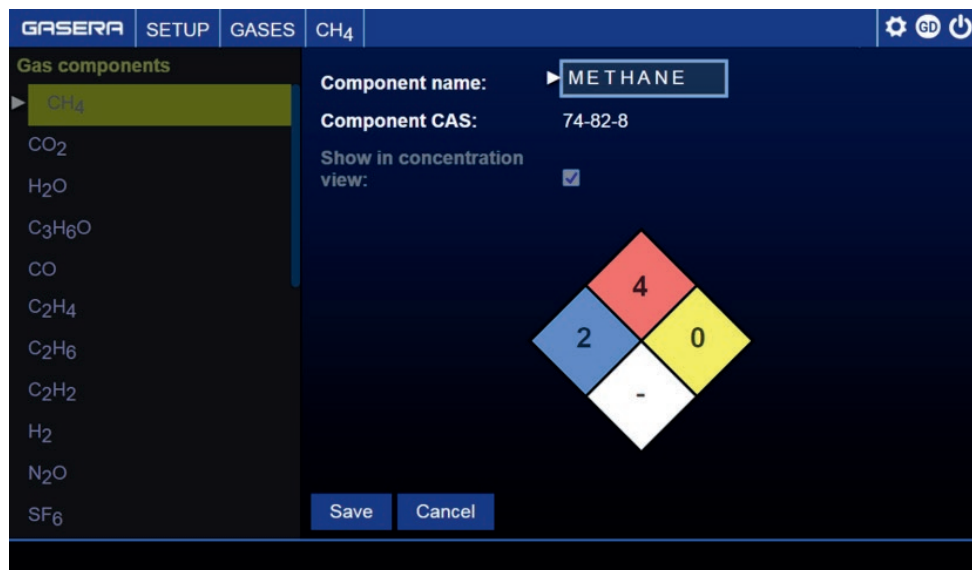 GASERA SETUP GASES CH4 GD
Gas components
CH4
CO2
H2O
C3H6O
CO
C2H4
C2H6
C2H2
H2
N2O
SF6
Component name: METHANE
Component CAS: 74-82-8
Show in concentration
view:
4
2 0
-
Save Cancel